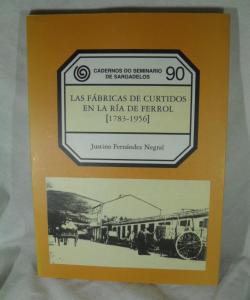 CADERNOS DO SEMINARIO
DE SARGADELOS
90
LAS FÁBRICAS DE CURTIDOS
EN LA RÍA DE FERROL
[1783-1956]
Justino Fernández Negral